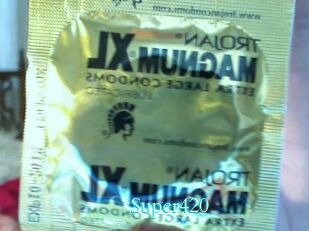 www.trojancondoms.com
TROJAN®
MAGNUM XL
EXTRA LARGE CONDOMS
LUBRICATED
TROJAN®
MAGNUM XL
EXTRA LARGE CONDOMS
Super420